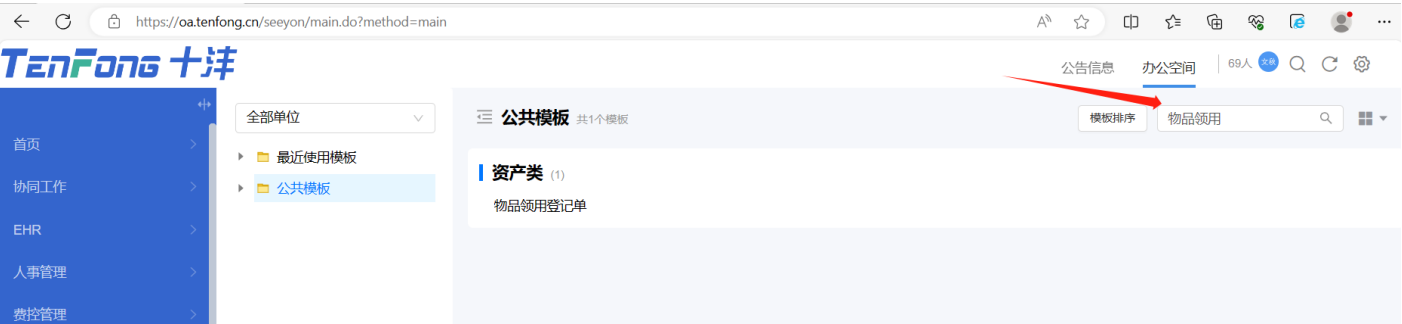 https://oa.tenfong.cn/seeyon/main.do?method=main
TENFONG 十沣
公告信息 办公空间 69人 文秋
全部单位
公共模板 共1个模板 模板排序 物品领用
首页
最近使用模板
资产类 (1)
协同工作
公共模板
物品领用登记单
EHR
人事管理
费控管理